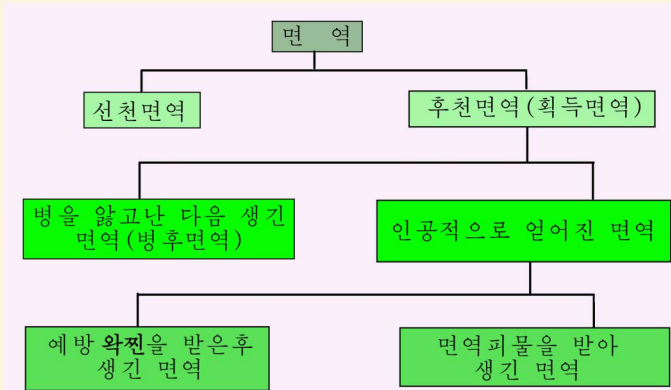 면 역
선천면역
후천면역(획득면역)
병을 앓고난 다음 생긴
면역(병후면역)
인공적으로 얻어진 면역
예방왁찐을 받은후
생긴 면역
면역피물을 받아
생긴 면역